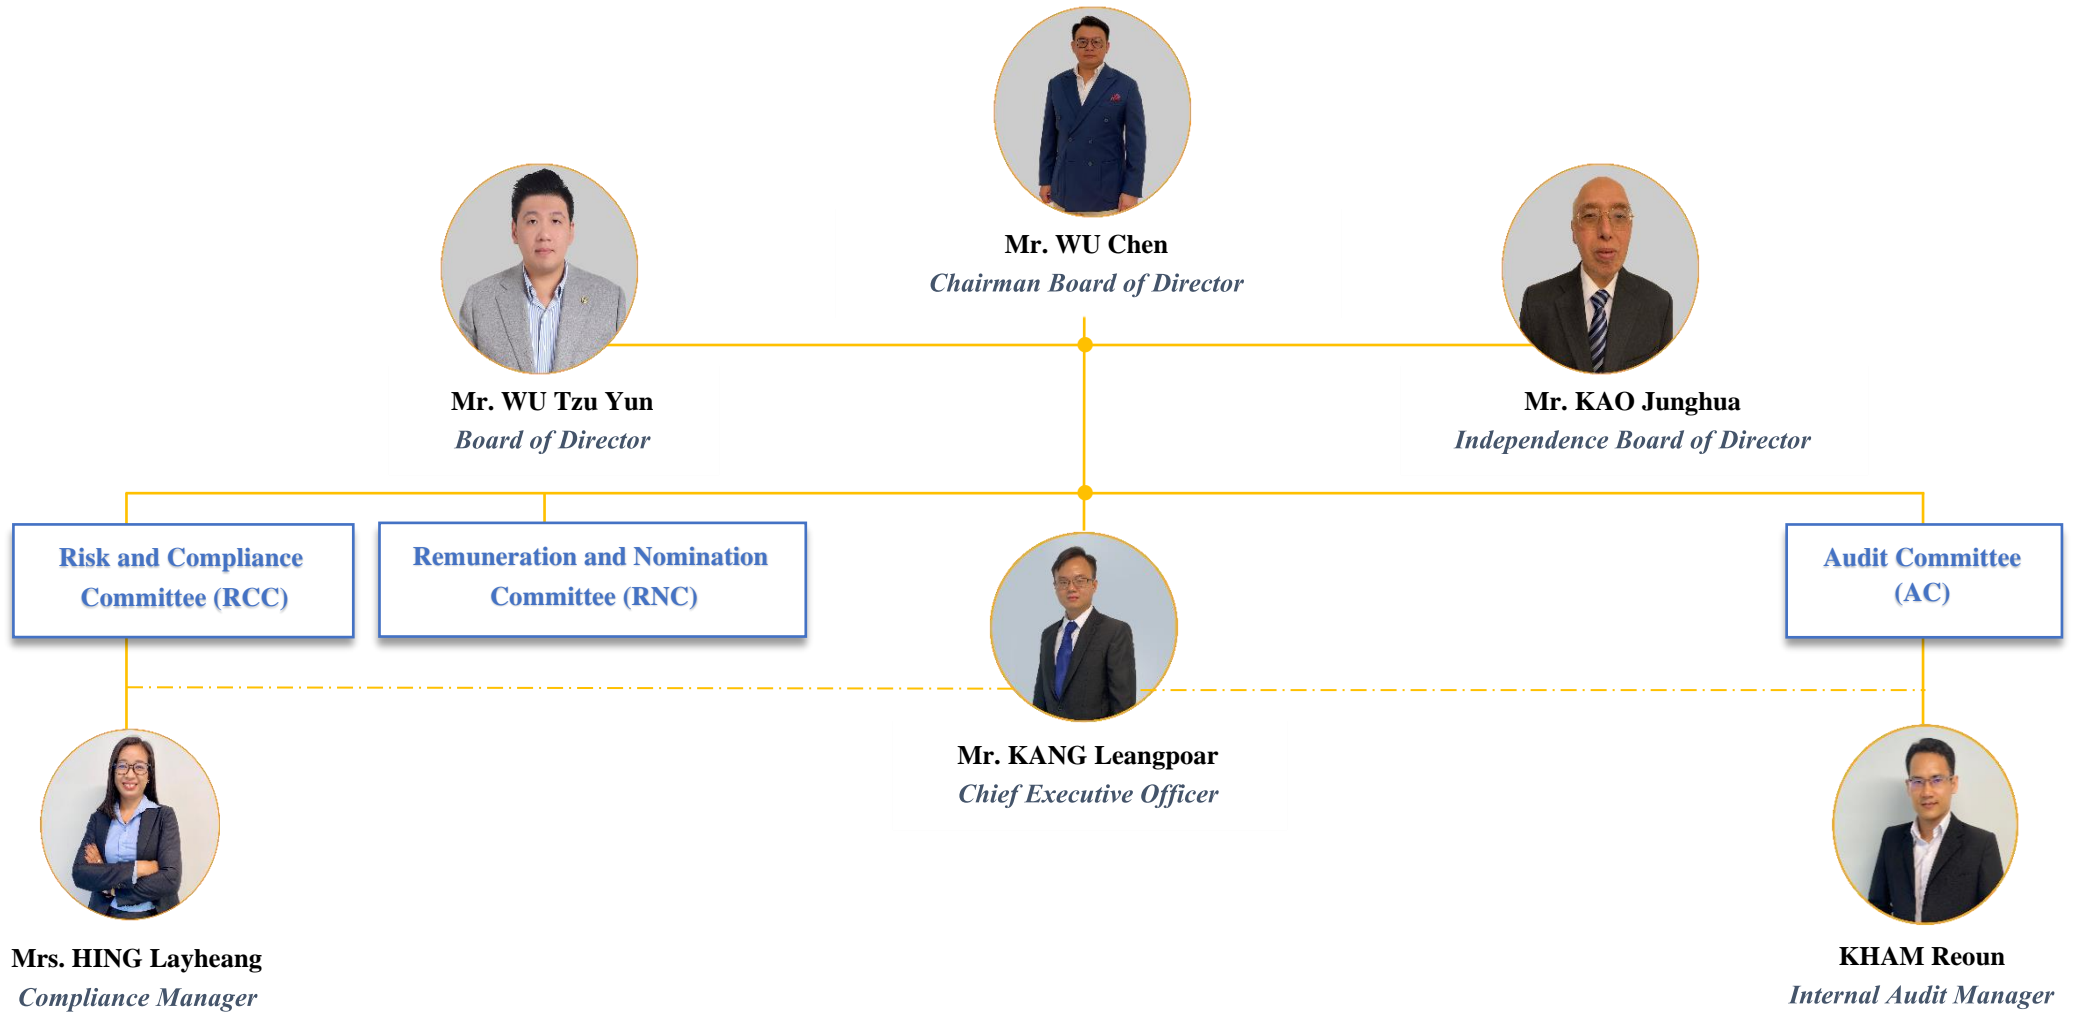 Mr. WU Chen
Chairman Board of Director
Mr. WU Tzu Yun
Board of Director
Mr. KAO Junghua
Independence Board of Director
Risk and Compliance
Committee (RCC)
Remuneration and Nomination
Committee (RNC)
Audit Committee
(AC)
Mr. KANG Leangpoar
Chief Executive Officer
Mrs. HING Layheang
Compliance Manager
KHAM Reoun
Internal Audit Manager